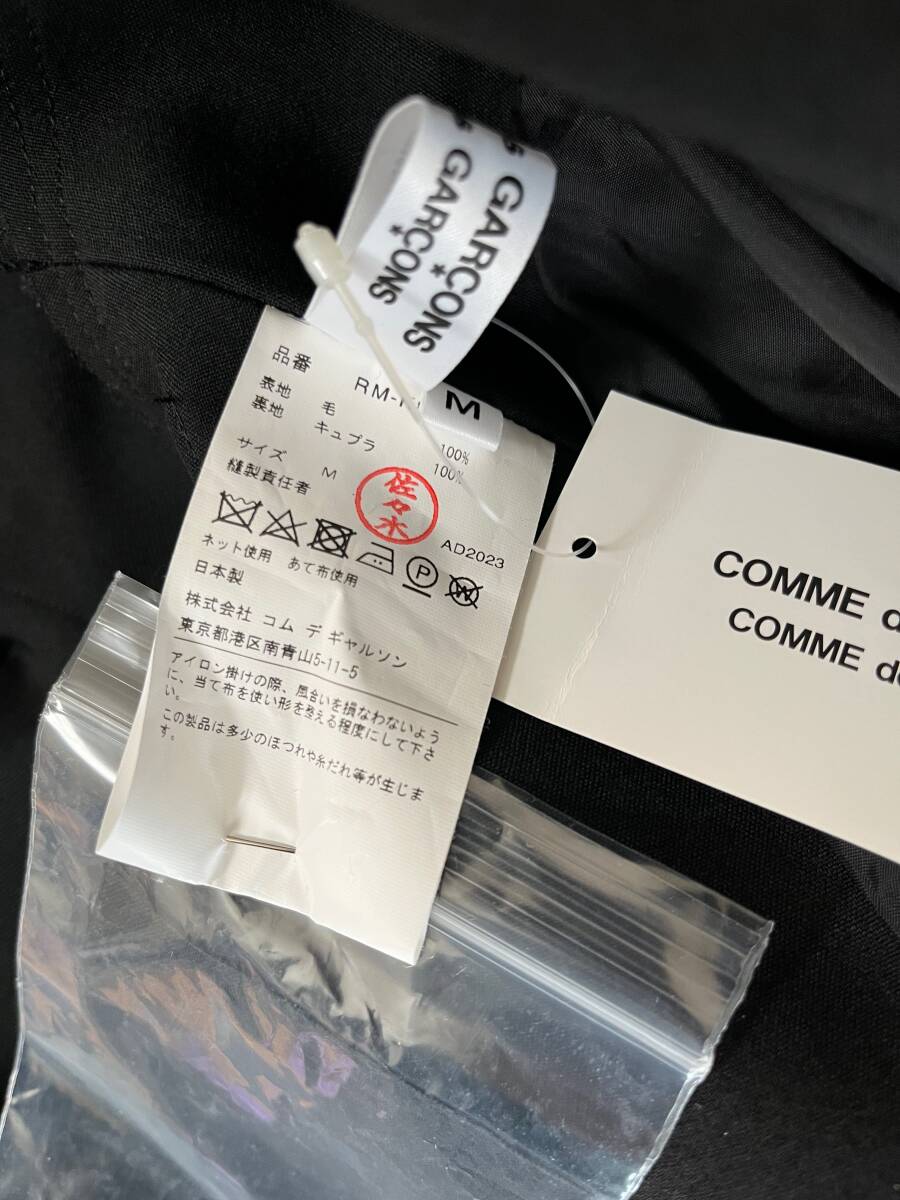 GARCONS
★ GARCONS ★
品番 RM-
M
表地 毛 100%
裏地 キュプラ 100%
サイズ M
縫製責任者
佐々木
AD2023
P
W
ネット使用 あて布使用
日本製
株式会社 コム デ ギャルソン
東京都港区南青山5-11-5
アイロン掛けの際、風合いを損なわないよう
に、当て布を使い形を整える程度にして下さ
い。
この製品は多少のほつれや糸だれ等が生じま
す。
COMME
COMME